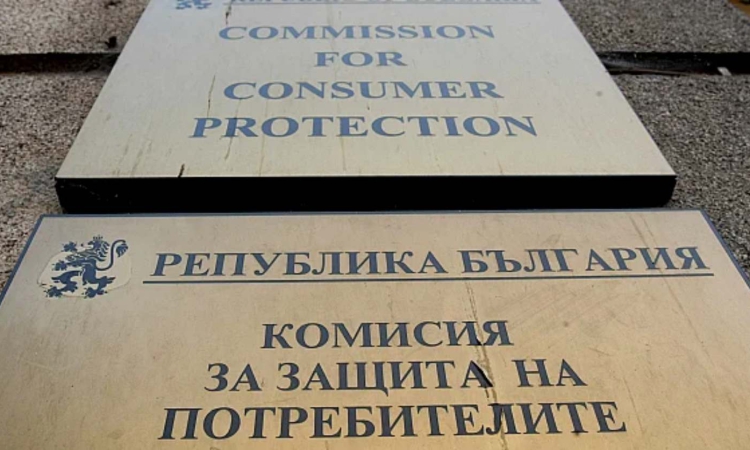 COMMISSION
FOR
CONSUMER
PROTECTION
РЕПУБЛИКА БЪЛГАРИЯ
КОМИСИЯ
ЗА ЗАЩИТА НА
ПОТРЕБИТЕЛИТЕ